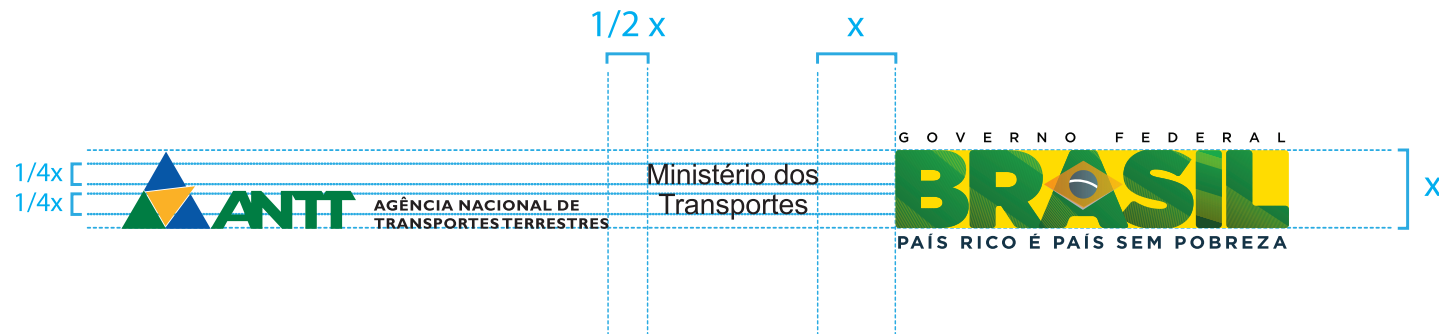 1/2 x
x
GOVERNO FEDERAL
1/4x
1/4x
ANTT
AGÊNCIA NACIONAL DE
TRANSPORTES TERRESTRES
Ministério dos
Transportes
BRASIL
x
PAÍS RICO É PAÍS SEM POBREZA